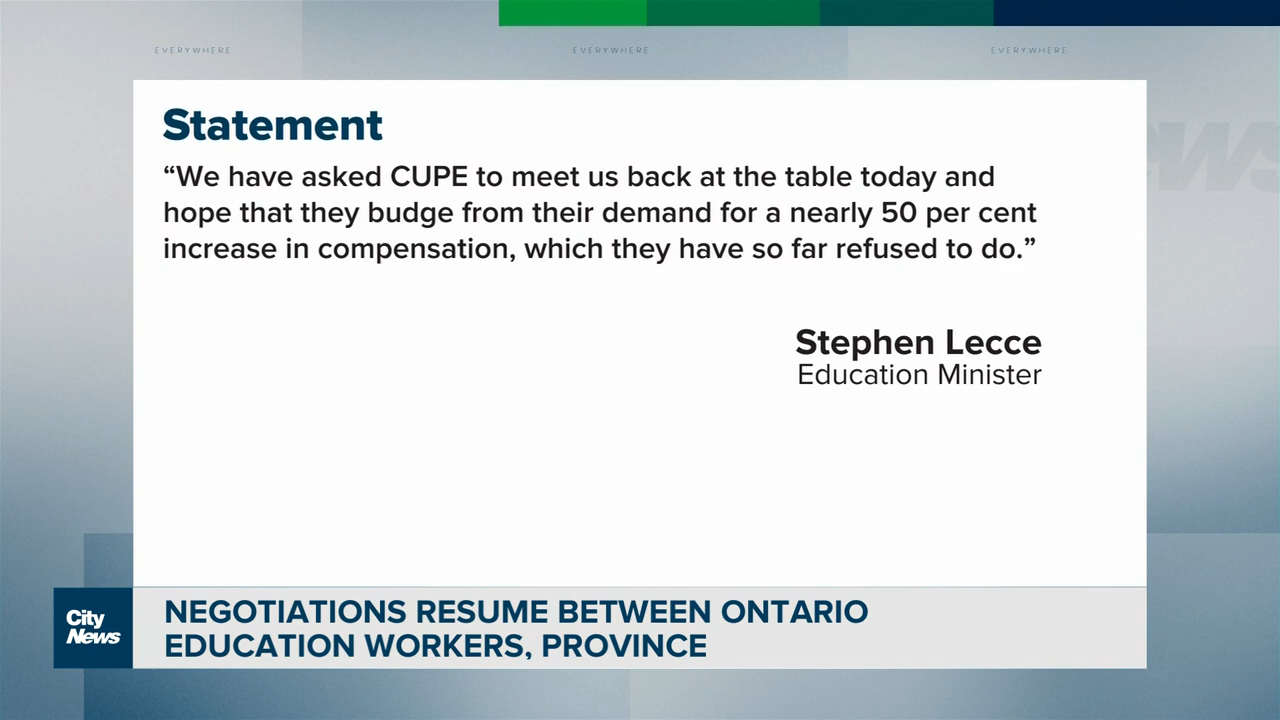 EVERYWHERE EVERYWHERE EVERYWHERE
ews
Statement
“We have asked CUPE to meet us back at the table today and
hope that they budge from their demand for a nearly 50 per cent
increase in compensation, which they have so far refused to do.”
Stephen Lecce
Education Minister
City
News
NEGOTIATIONS RESUME BETWEEN ONTARIO
EDUCATION WORKERS, PROVINCE